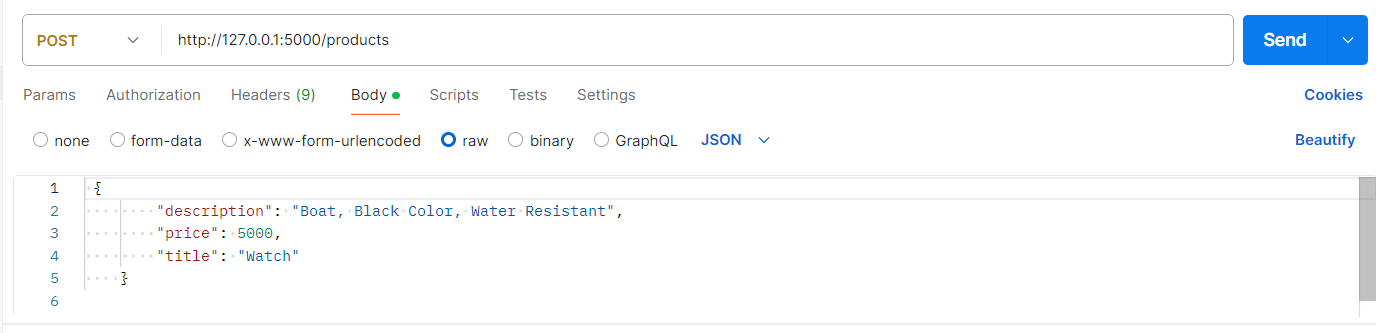 POST http://127.0.0.1:5000/products Send
Params Authorization Headers (9) Body Scripts Tests Settings Cookies
none form-data x-www-form-urlencoded raw binary GraphQL JSON Beautify
1 {
2 "description": "Boat, Black Color, Water Resistant",
3 "price": 5000,
4 "title": "Watch"
5 }
6